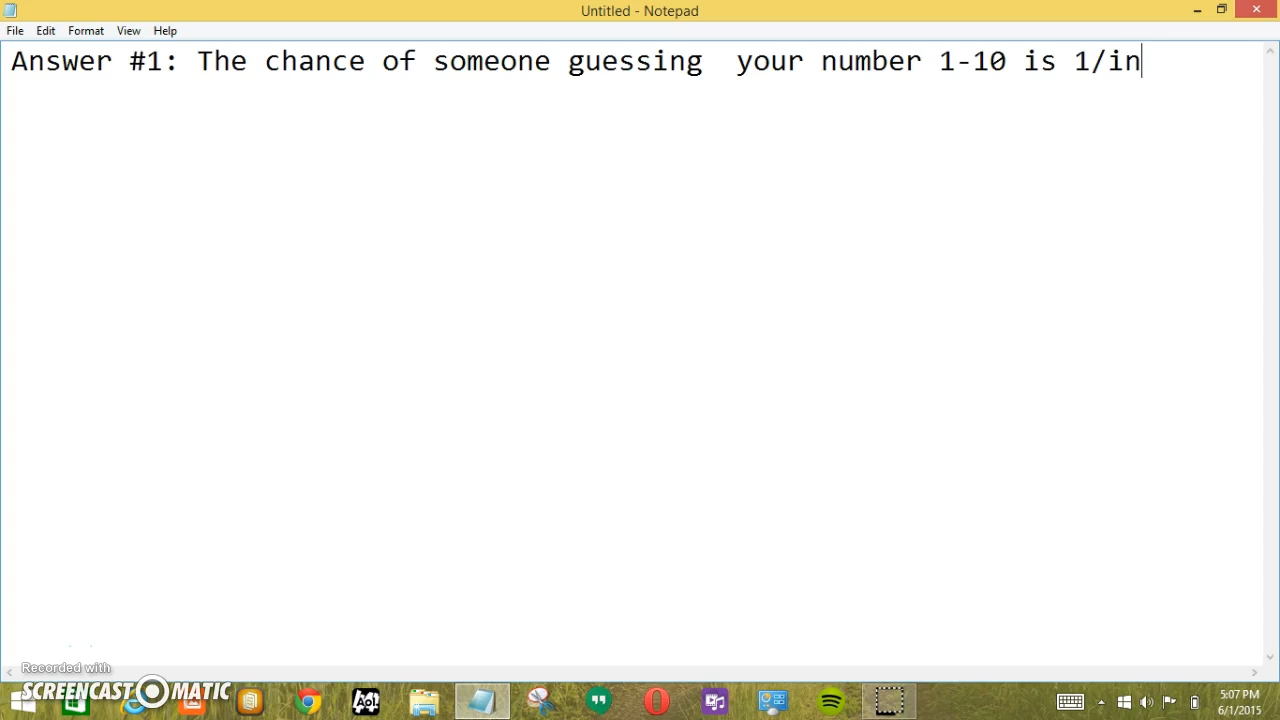 Untitled - Notepad
File Edit Format View Help
Answer #1: The chance of someone guessing  your number 1-10 is 1/in
Recorded with
SCREENCAST MATIC
Ao!.
5:07 PM
6/1/2015